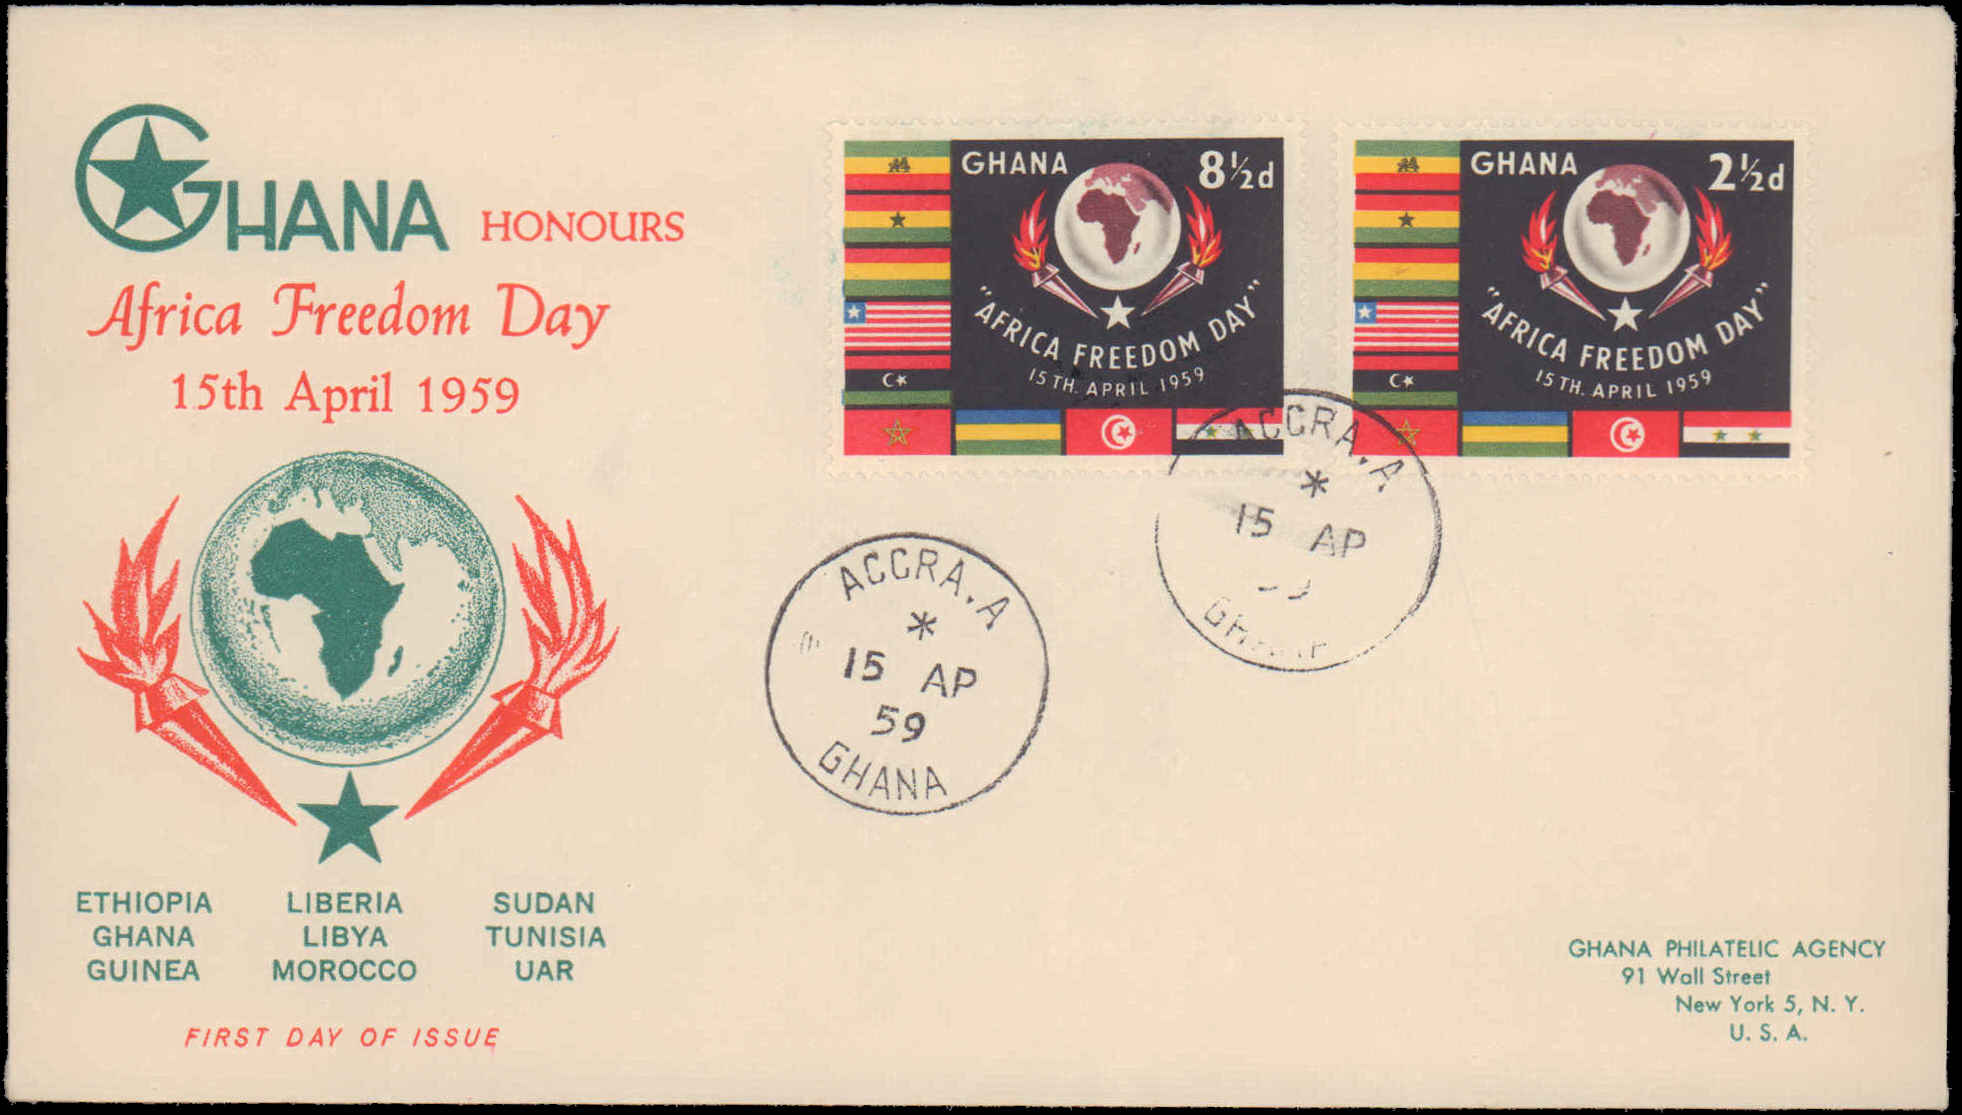 GHANA HONOURS
Africa Freedom Day
15th April 1959
ETHIOPIA LIBERIA SUDAN
GHANA LIBYA TUNISIA
GUINEA MOROCCO UAR
FIRST DAY OF ISSUE
GHANA 8½d
"AFRICA FREEDOM DAY"
15TH. APRIL 1959
GHANA 2½d
"AFRICA FREEDOM DAY"
15TH. APRIL 1959
ACCRA.A
*
15 AP
59
GHANA
ACCRA.A
*
15 AP
GHANA PHILATELIC AGENCY
91 Wall Street
New York 5, N. Y.
U. S. A.